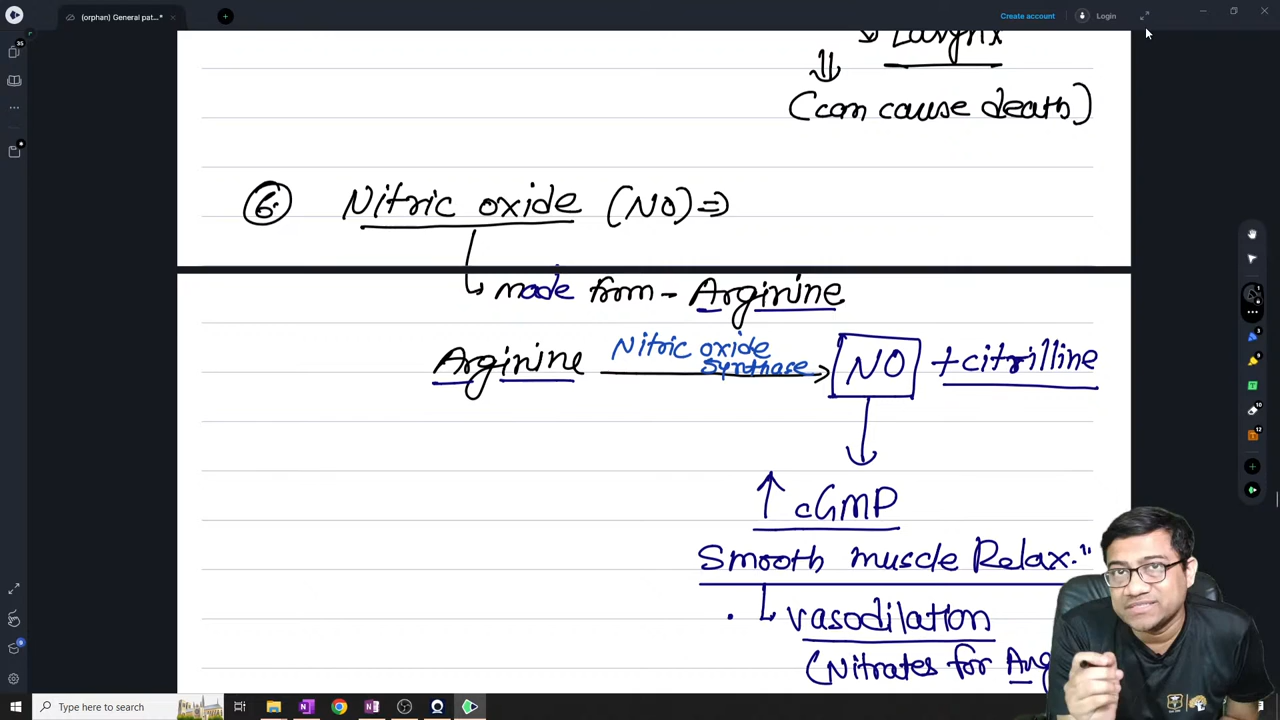 (orphan) General pat...*
Create account
Login
Larynx
(can cause death)
6. Nitric oxide (NO) ⇒
made from - Arginine
Arginine Nitric oxide synthase → NO + citrilline
↑ cGMP
Smooth muscle Relax.n
vasodilation
(Nitrates for Ang
Type here to search